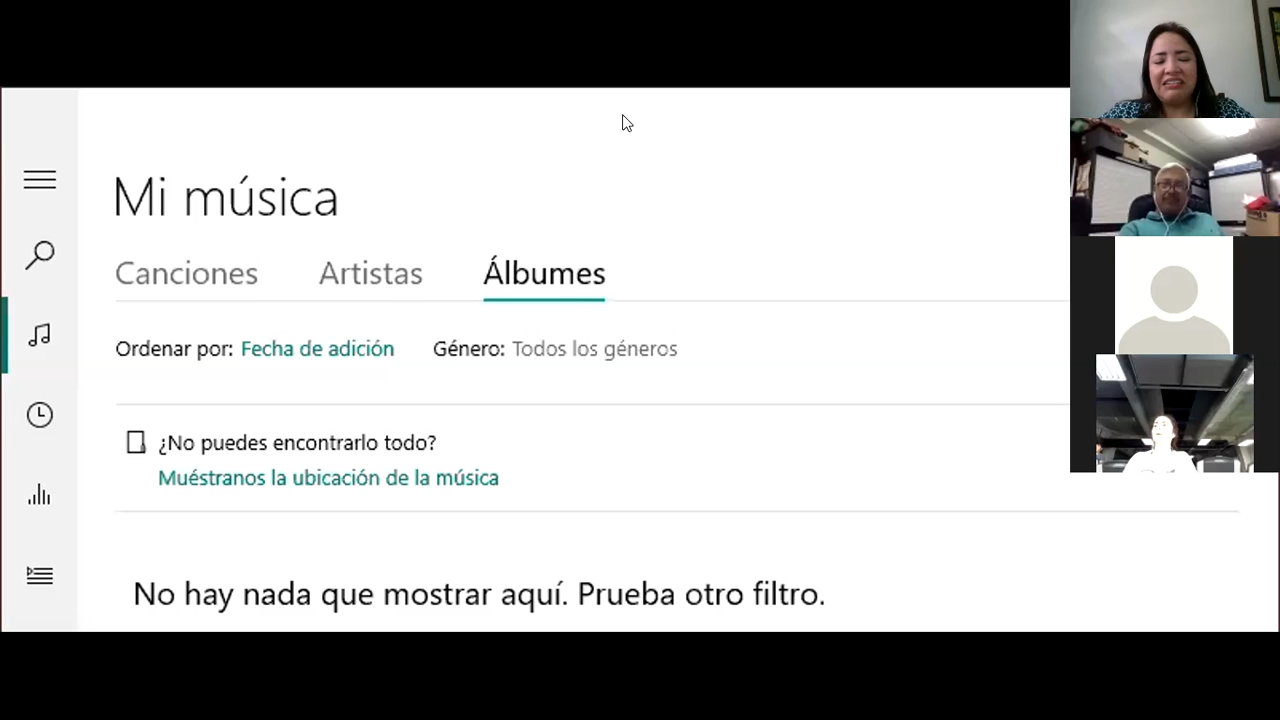 Mi música
Canciones Artistas Álbumes
Ordenar por: Fecha de adición Género: Todos los géneros
¿No puedes encontrarlo todo?
Muéstranos la ubicación de la música
No hay nada que mostrar aquí. Prueba otro filtro.